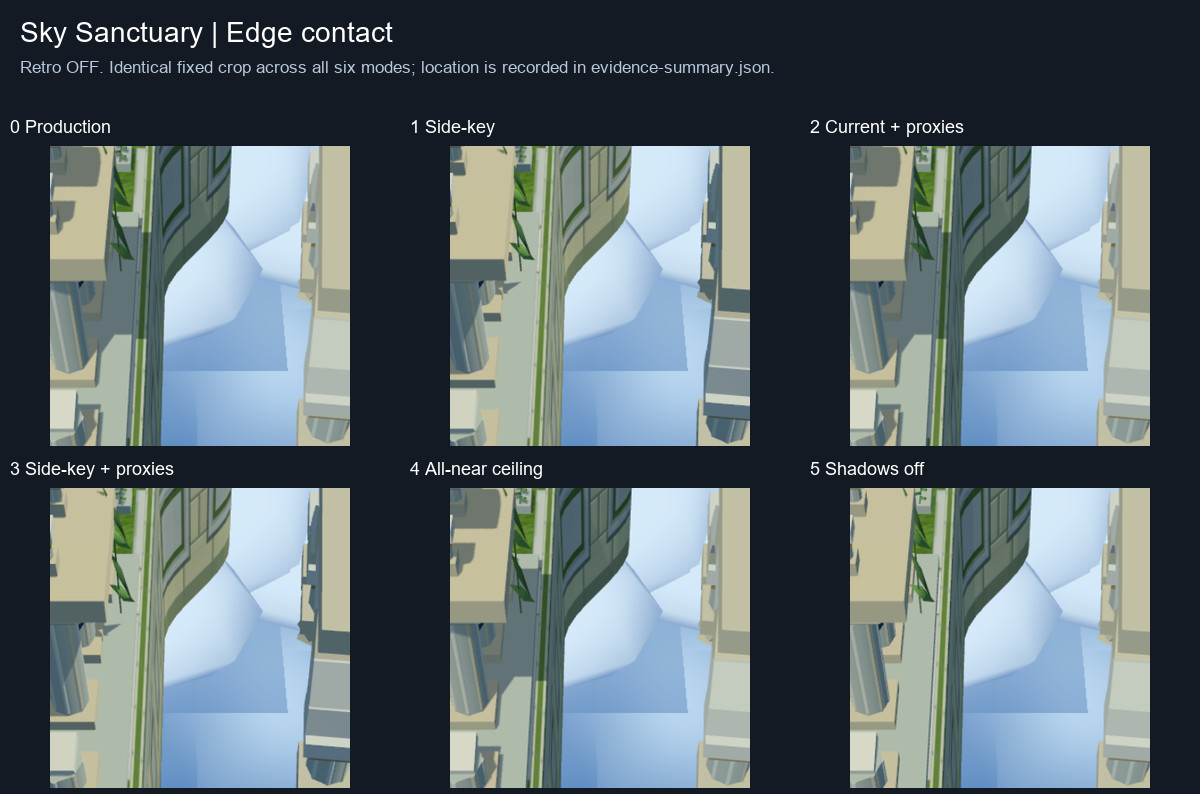 Sky Sanctuary | Edge contact
Retro OFF. Identical fixed crop across all six modes; location is recorded in evidence-summary.json.
0 Production
1 Side-key
2 Current + proxies
3 Side-key + proxies
4 All-near ceiling
5 Shadows off